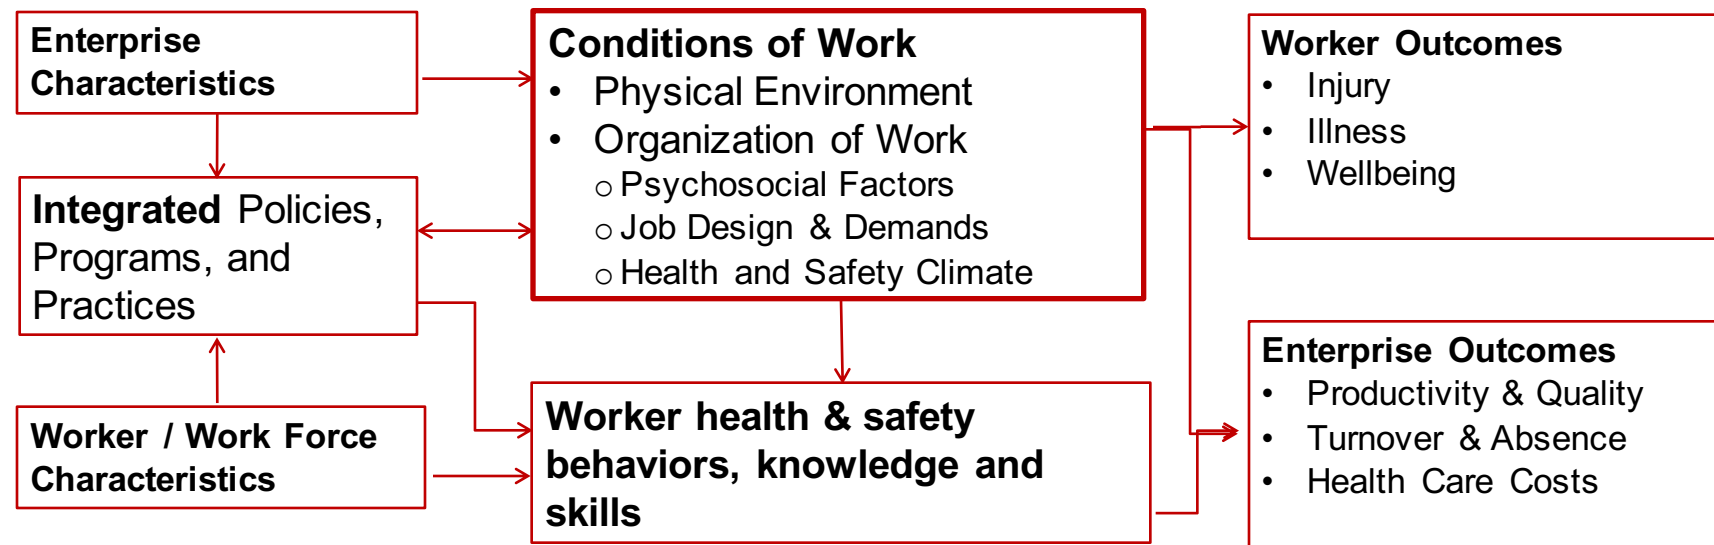 Enterprise
Characteristics
Integrated Policies,
Programs, and
Practices
Worker / Work Force
Characteristics
Conditions of Work
• Physical Environment
• Organization of Work
o Psychosocial Factors
o Job Design & Demands
o Health and Safety Climate
Worker health & safety
behaviors, knowledge and
skills
Worker Outcomes
• Injury
• Illness
• Wellbeing
Enterprise Outcomes
• Productivity & Quality
• Turnover & Absence
• Health Care Costs